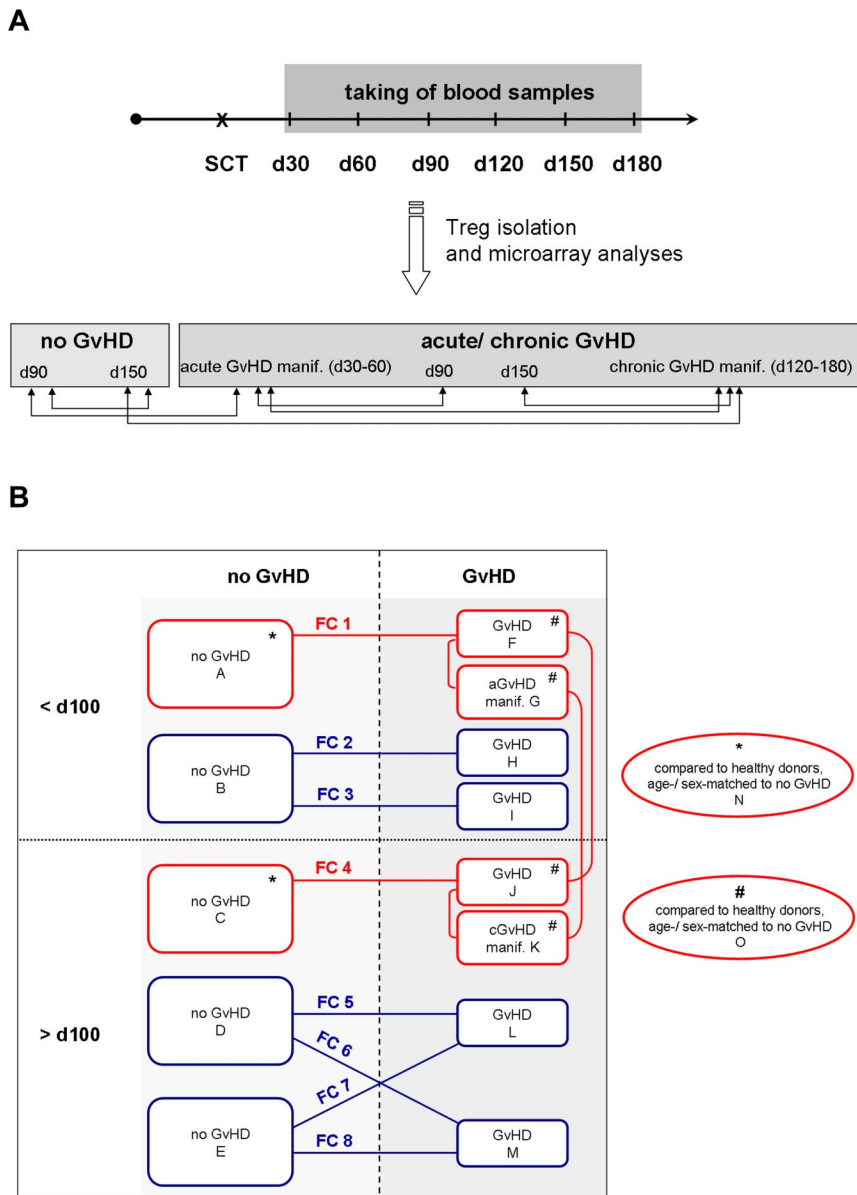 A
taking of blood samples
x
SCT d30 d60 d90 d120 d150 d180
Treg isolation
and microarray analyses
no GvHD
d90 d150
acute/ chronic GvHD
acute GvHD manif. (d30-60) d90 d150 chronic GvHD manif. (d120-180)
B
no GvHD GvHD
< d100
no GvHD
A
*
FC 1
GvHD
F
#
aGvHD
manif. G
#
no GvHD
B
FC 2
GvHD
H
FC 3
GvHD
I
*
compared to healthy donors,
age-/ sex-matched to no GvHD
N
> d100
no GvHD
C
*
FC 4
GvHD
J
#
cGvHD
manif. K
#
#
compared to healthy donors,
age-/ sex-matched to no GvHD
O
no GvHD
D
FC 5
FC 6
GvHD
L
no GvHD
E
FC 7
FC 8
GvHD
M